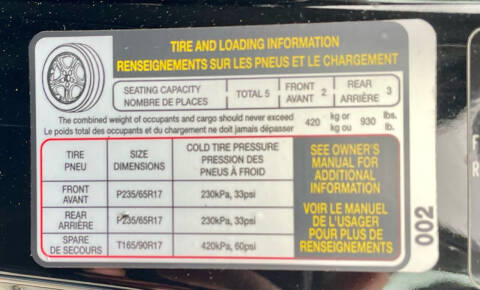 TIRE AND LOADING INFORMATION
RENSEIGNEMENTS SUR LES PNEUS ET LE CHARGEMENT
SEATING CAPACITY
NOMBRE DE PLACES
TOTAL 5
FRONT
AVANT 2
REAR
ARRIÈRE 3
The combined weight of occupants and cargo should never exceed 420 kg or 930 lbs.
Le poids total des occupants et du chargement ne doit jamais dépasser kg ou lb.
TIRE
PNEU
SIZE
DIMENSIONS
COLD TIRE PRESSURE
PRESSION DES
PNEUS À FROID
FRONT
AVANT
P235/65R17
230kPa, 33psi
REAR
ARRIÈRE
P235/65R17
230kPa, 33psi
SPARE
DE SECOURS
T165/90R17
420kPa, 60psi
SEE OWNER'S
MANUAL FOR
ADDITIONAL
INFORMATION
VOIR LE MANUEL
DE L'USAGER
POUR PLUS DE
RENSEIGNEMENTS
002